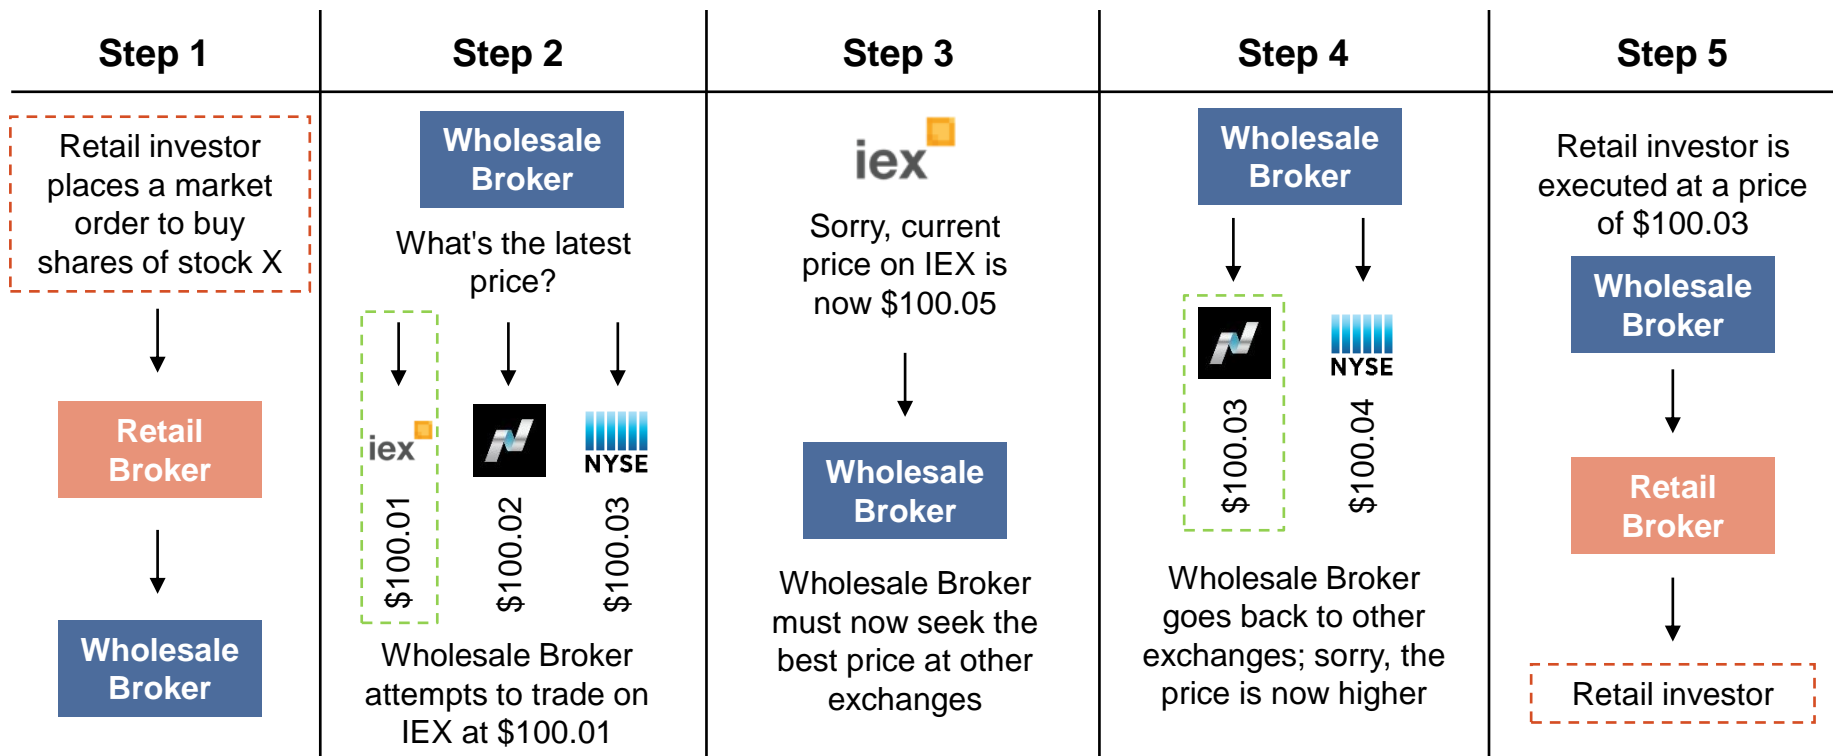 Step 1
Retail investor
places a market
order to buy
shares of stock X
Retail
Broker
Wholesale
Broker
Step 2
Wholesale
Broker
What's the latest
price?
iex
NYSE
$100.01
$100.02
$100.03
Wholesale Broker
attempts to trade on
IEX at $100.01
Step 3
iex
Sorry, current
price on IEX is
now $100.05
Wholesale
Broker
Wholesale Broker
must now seek the
best price at other
exchanges
Step 4
Wholesale
Broker
NYSE
$100.03
$100.04
Wholesale Broker
goes back to other
exchanges; sorry, the
price is now higher
Step 5
Retail investor is
executed at a price
of $100.03
Wholesale
Broker
Retail
Broker
Retail investor